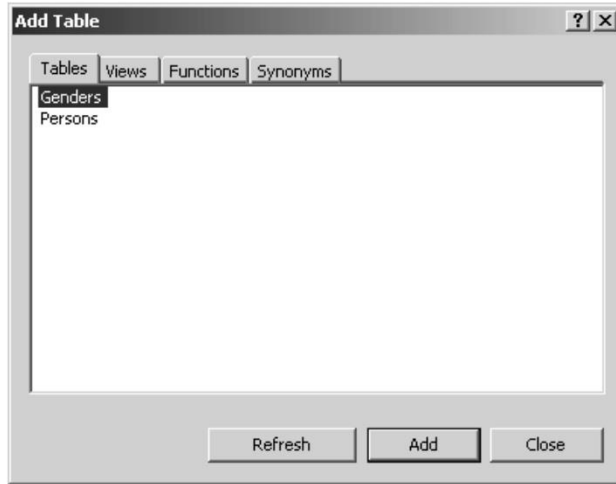 Add Table
? ×
Tables Views Functions Synonyms
Genders
Persons
Refresh Add Close